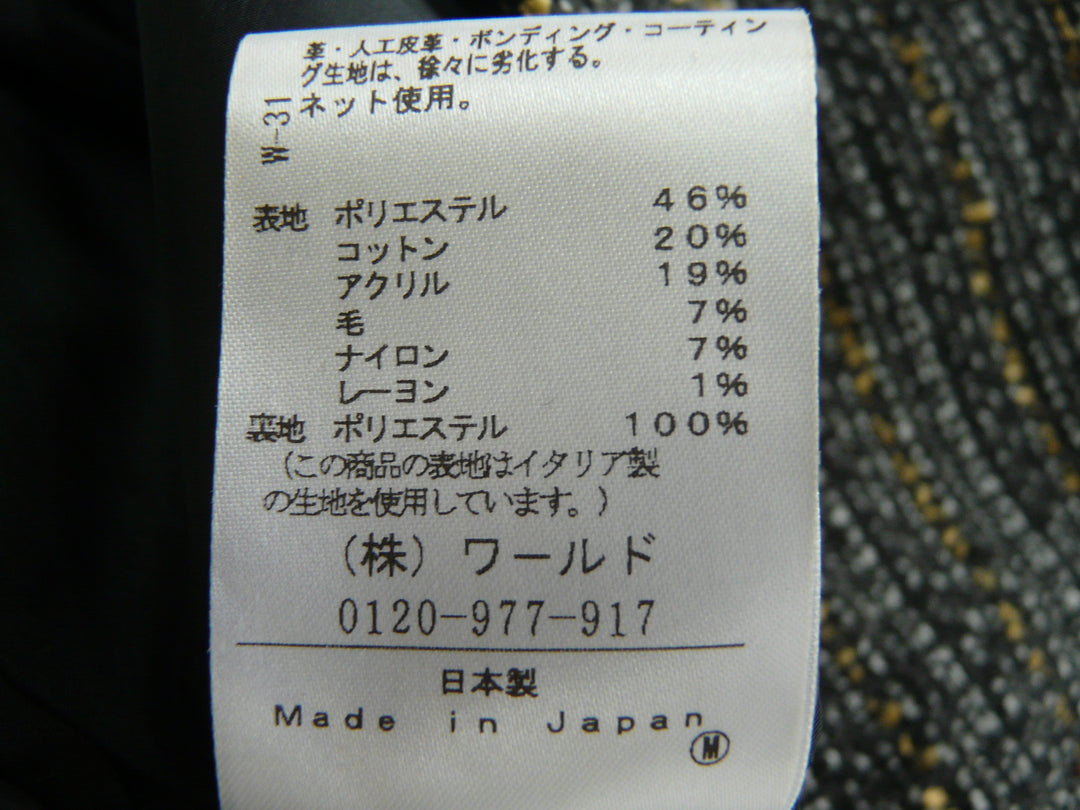 革・人工皮革・ボンディング・コーティン
グ生地は、徐々に劣化する。
ネット使用。
W-31
表地 ポリエステル 46%
コットン 20%
アクリル 19%
毛 7%
ナイロン 7%
レーヨン 1%
裏地 ポリエステル 100%
(この商品の表地はイタリア製
の生地を使用しています。)
(株) ワールド
0120-977-917
日本製
Made in Japan
M